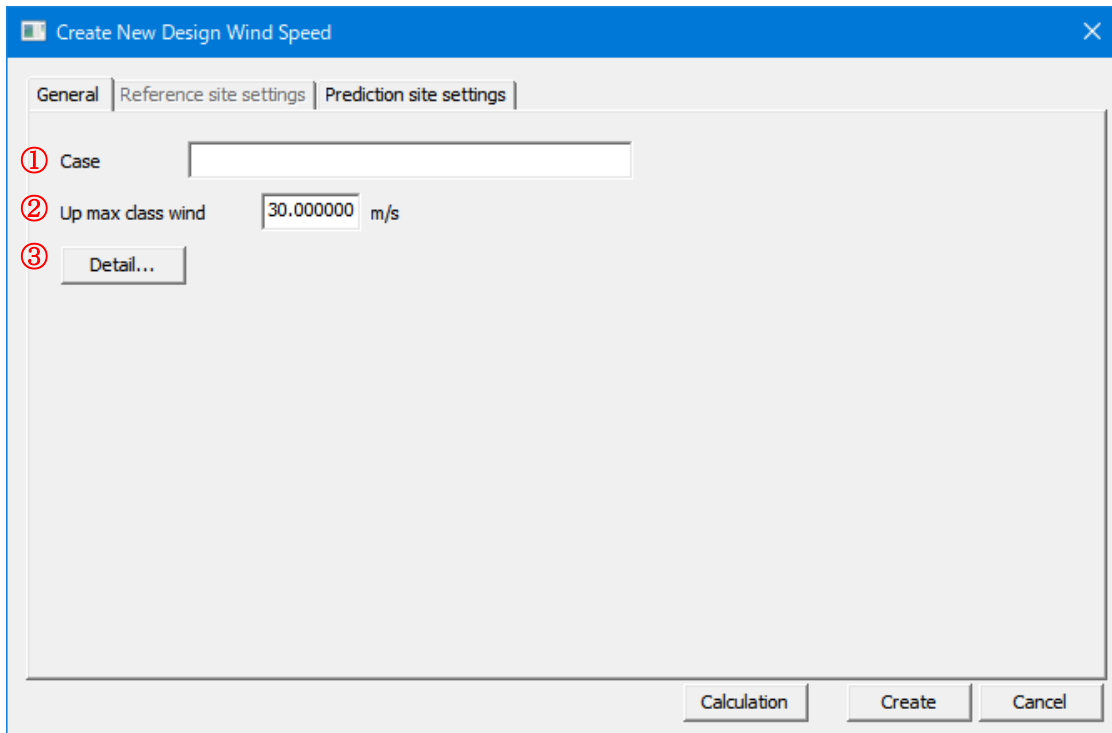 Create New Design Wind Speed
General Reference site settings Prediction site settings
① Case
② Up max class wind 30.000000 m/s
③ Detail...
Calculation Create Cancel